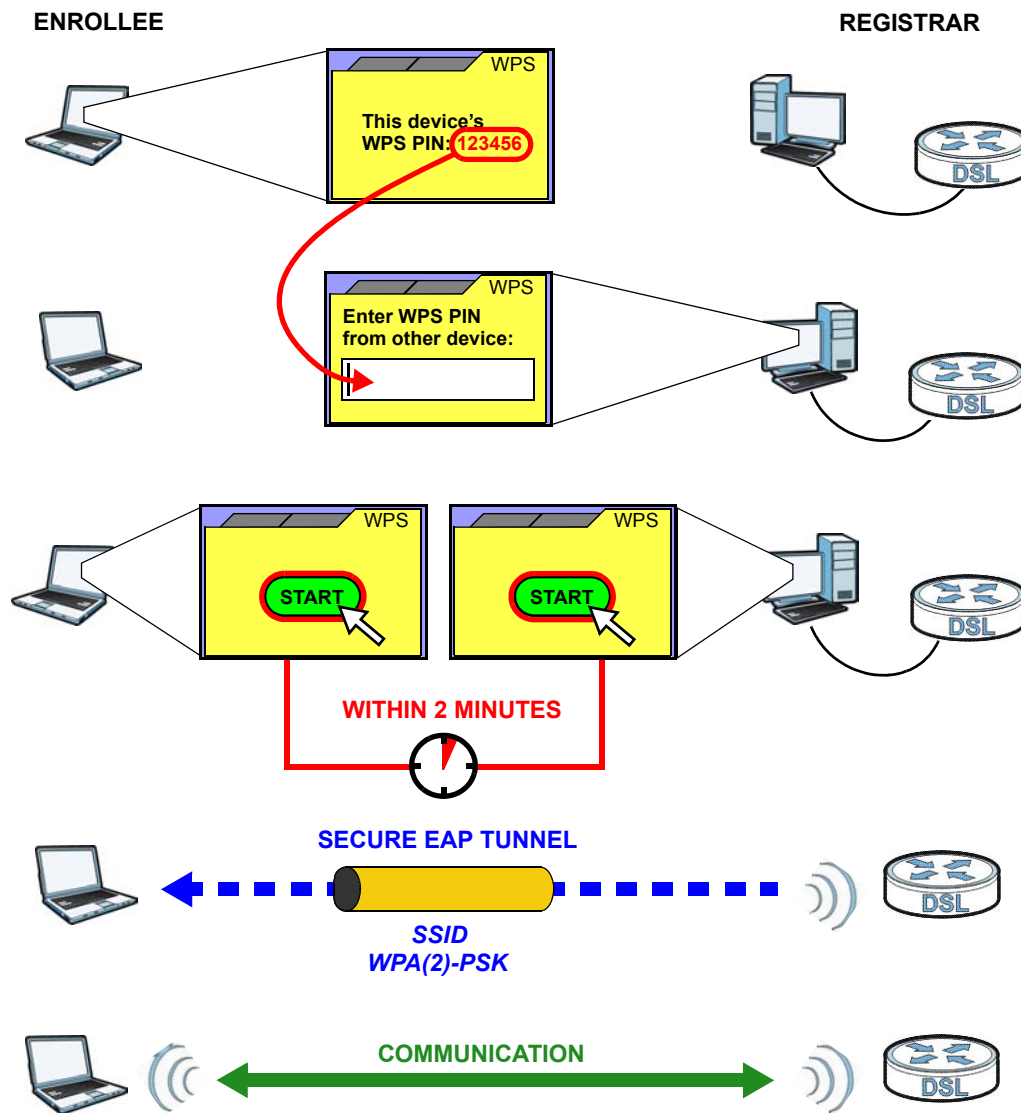 ENROLLEE
REGISTRAR
WPS
This device's
WPS PIN: 123456
DSL
WPS
Enter WPS PIN
from other device:
DSL
WPS
START
WPS
START
DSL
WITHIN 2 MINUTES
SECURE EAP TUNNEL
SSID
WPA(2)-PSK
DSL
COMMUNICATION
DSL